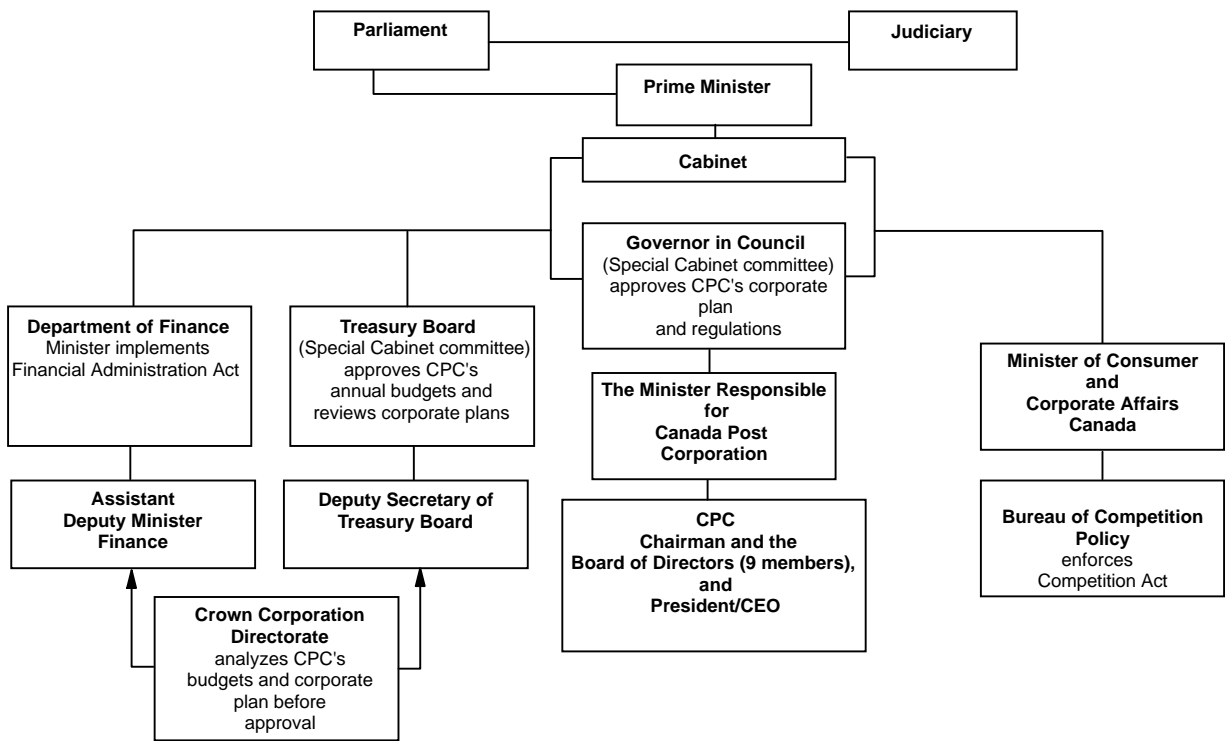 Parliament
Judiciary
Prime Minister
Cabinet
Governor in Council
(Special Cabinet committee)
approves CPC's corporate
plan
and regulations
Department of Finance
Minister implements
Financial Administration Act
Treasury Board
(Special Cabinet committee)
approves CPC's
annual budgets and
reviews corporate plans
The Minister Responsible
for
Canada Post
Corporation
Minister of Consumer
and
Corporate Affairs
Canada
Assistant
Deputy Minister
Finance
Deputy Secretary of
Treasury Board
CPC
Chairman and the
Board of Directors (9 members),
and
President/CEO
Bureau of Competition
Policy
enforces
Competition Act
Crown Corporation
Directorate
analyzes CPC's
budgets and corporate
plan before
approval